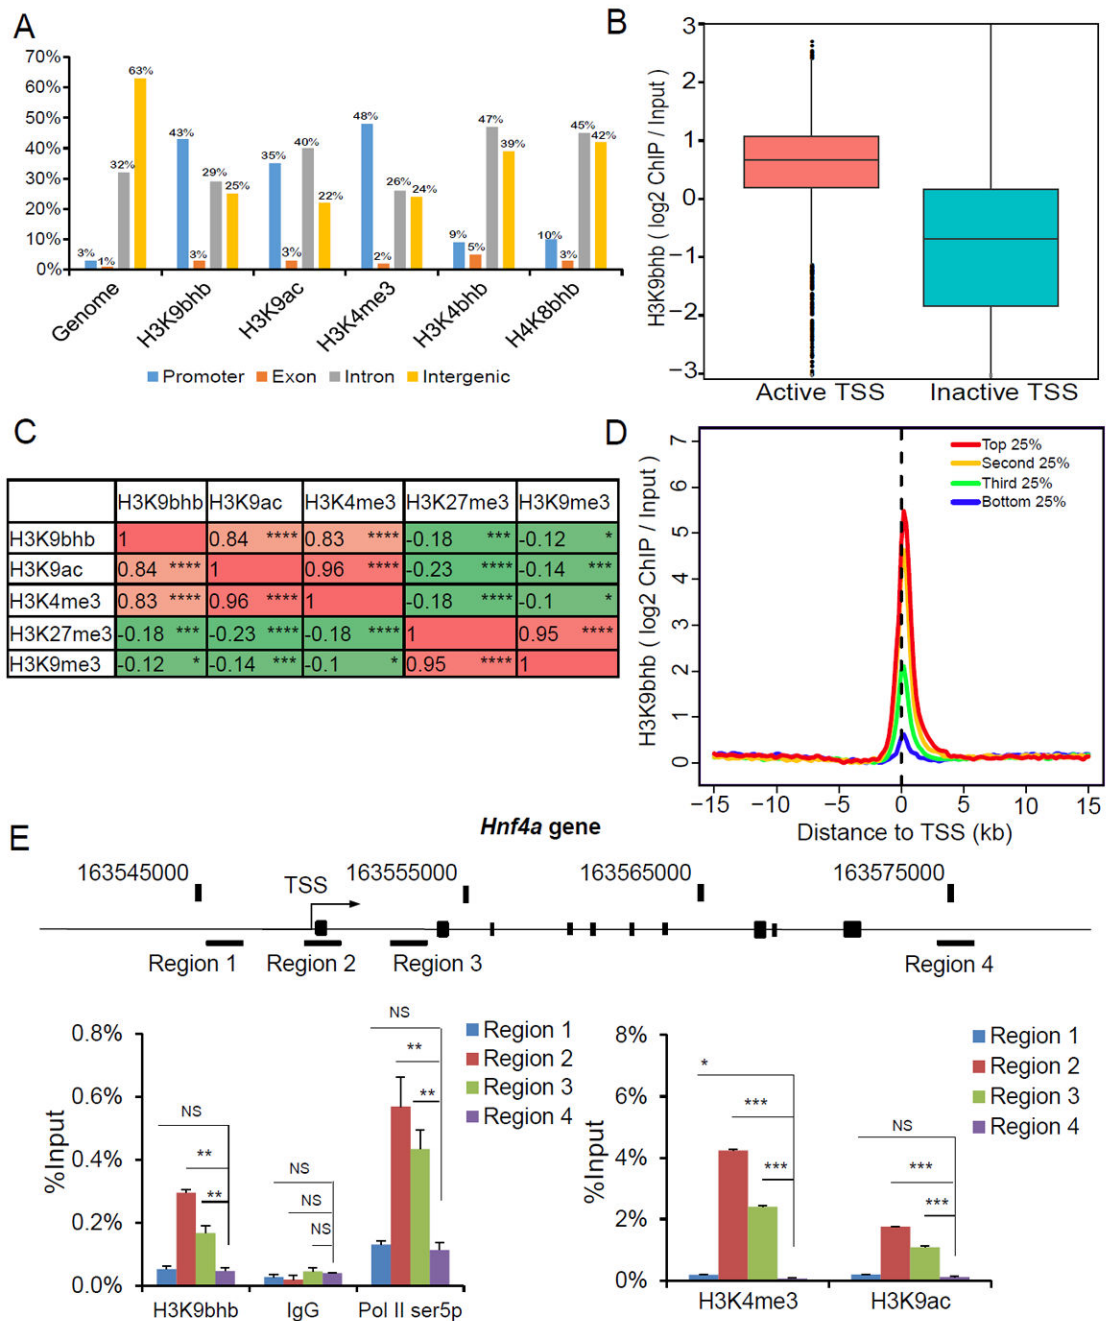 A
70%
60%
50%
40%
30%
20%
10%
0%
3% 1% 32% 63%
43% 3% 29% 25%
35% 3% 40% 22%
48% 2% 26% 24%
9% 5% 47% 39%
10% 3% 45% 42%
Genome H3K9bhb H3K9ac H3K4me3 H3K4bhb H4K8bhb
Promoter Exon Intron Intergenic
B
H3K9bhb ( log2 ChIP / Input )
3
2
1
0
−1
−2
−3
Active TSS Inactive TSS
C
H3K9bhb H3K9ac H3K4me3 H3K27me3 H3K9me3
H3K9bhb 1 0.84 **** 0.83 **** -0.18 *** -0.12 *
H3K9ac 0.84 **** 1 0.96 **** -0.23 **** -0.14 ***
H3K4me3 0.83 **** 0.96 **** 1 -0.18 **** -0.1 *
H3K27me3 -0.18 *** -0.23 **** -0.18 **** 1 0.95 ****
H3K9me3 -0.12 * -0.14 *** -0.1 * 0.95 **** 1
D
H3K9bhb ( log2 ChIP / Input )
7
6
5
4
3
2
1
0
Top 25%
Second 25%
Third 25%
Bottom 25%
−15 −10 −5 0 5 10 15
Distance to TSS (kb)
E
Hnf4a gene
163545000 163555000 163565000 163575000
TSS
Region 1 Region 2 Region 3 Region 4
%Input
0.8%
0.6%
0.4%
0.2%
0.0%
NS
**
**
NS
NS
NS
NS
**
**
Region 1
Region 2
Region 3
Region 4
H3K9bhb IgG Pol II ser5p
%Input
8%
6%
4%
2%
0%
*
***
***
NS
***
***
Region 1
Region 2
Region 3
Region 4
H3K4me3 H3K9ac